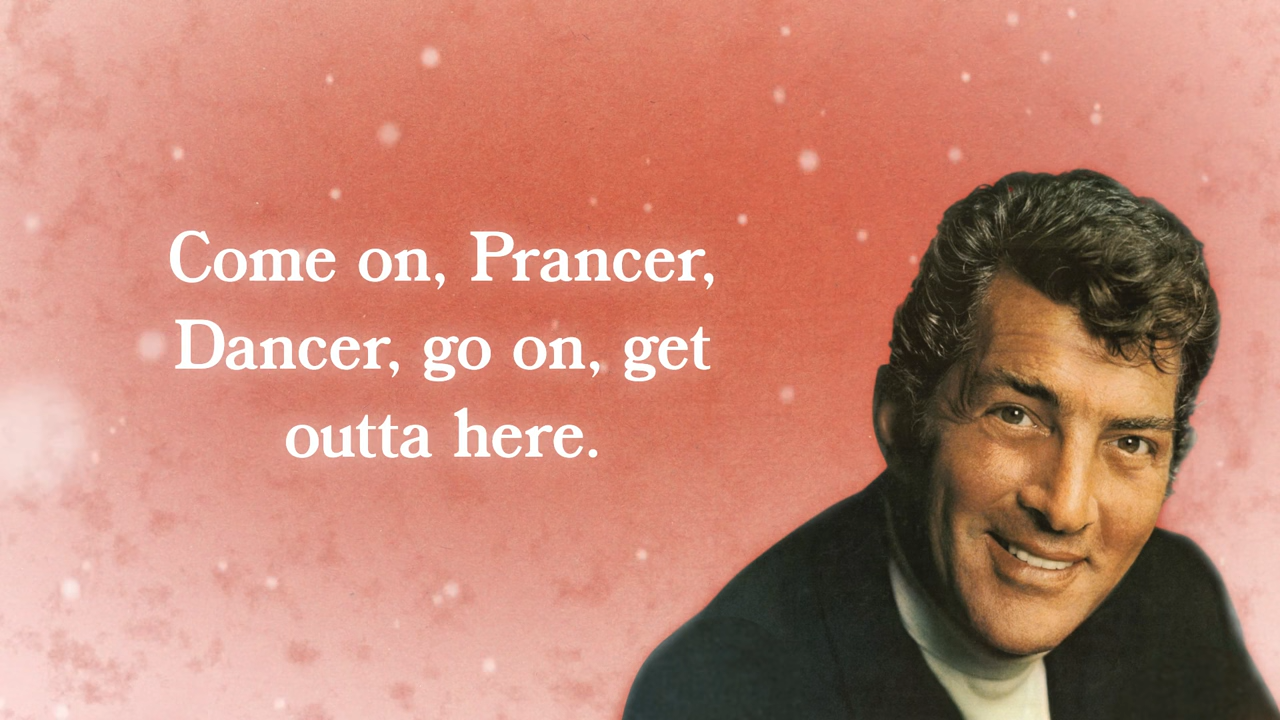 Come on, Prancer,
Dancer, go on, get
outta here.